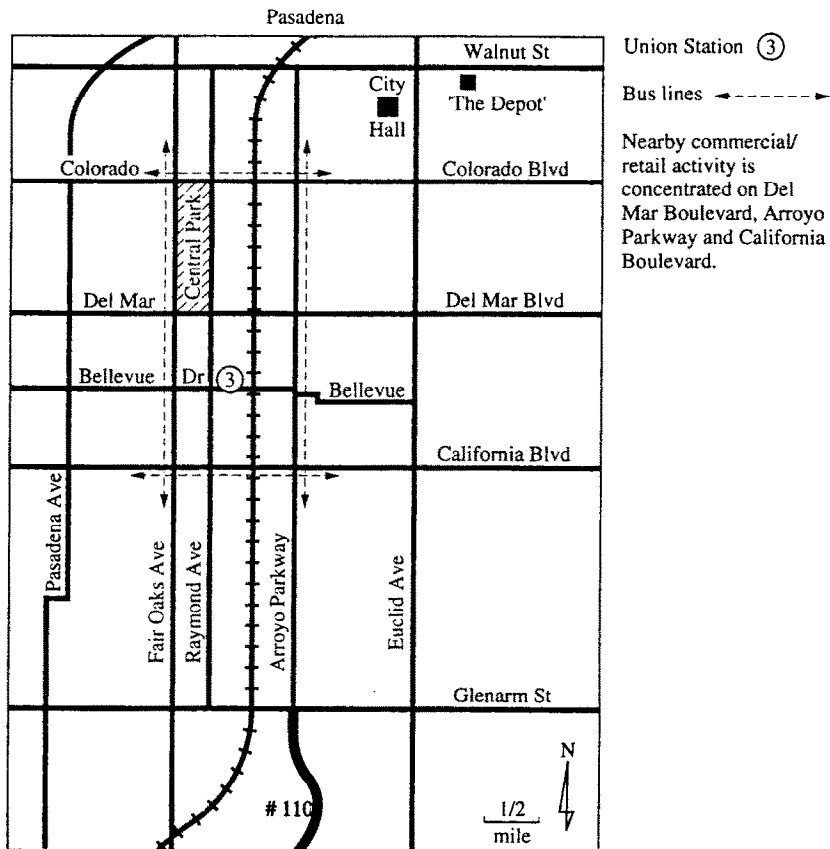 Pasadena
Walnut St
City
Hall
'The Depot'
Colorado
Colorado Blvd
Central Park
Del Mar
Del Mar Blvd
Bellevue Dr
3
Bellevue
California Blvd
Pasadena Ave
Fair Oaks Ave
Raymond Ave
Arroyo Parkway
Euclid Ave
Glenarm St
# 110
N
1/2
mile
Union Station 3
Bus lines
Nearby commercial/
retail activity is
concentrated on Del
Mar Boulevard, Arroyo
Parkway and California
Boulevard.